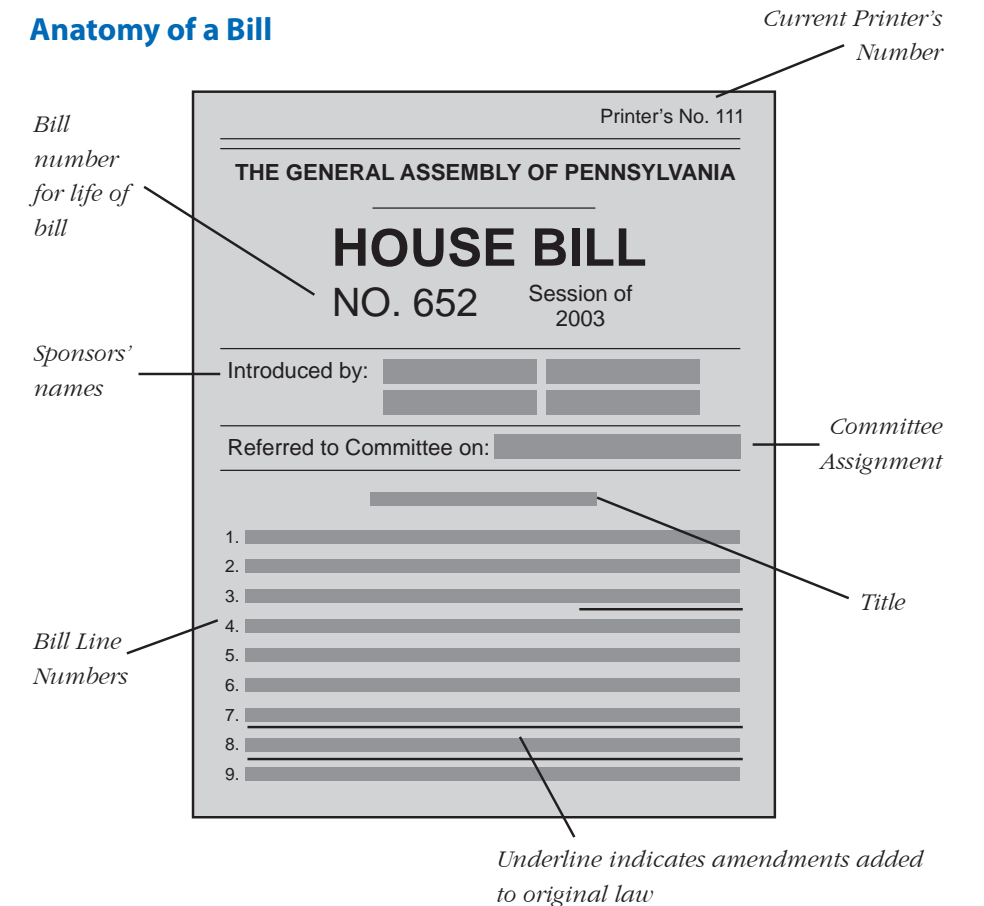 Anatomy of a Bill
Current Printer's
Number
Printer's No. 111
Bill
number
for life of
bill
THE GENERAL ASSEMBLY OF PENNSYLVANIA
HOUSE BILL
NO. 652
Session of
2003
Sponsors'
names
Introduced by:
Referred to Committee on:
Committee
Assignment
1.
2.
3.
4.
5.
6.
7.
8.
9.
Title
Bill Line
Numbers
Underline indicates amendments added
to original law